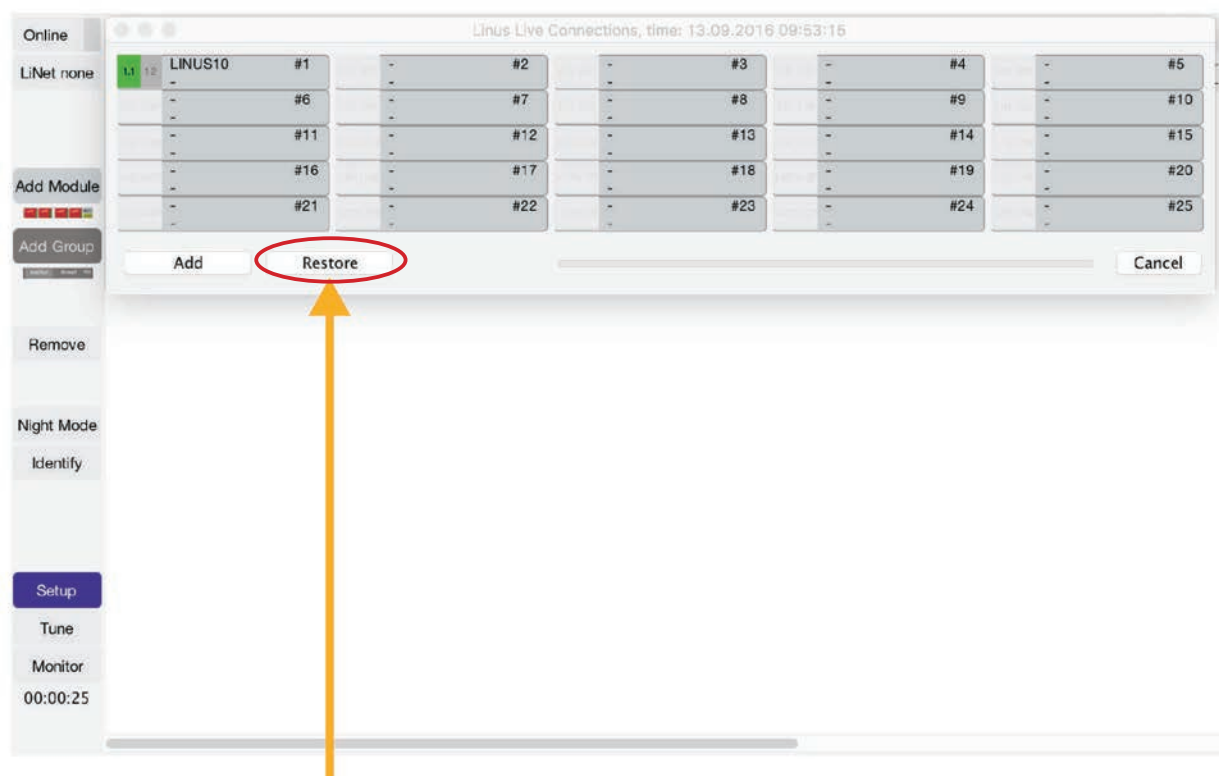 Online
LiNet none
Add Module
Add Group
Remove
Night Mode
Identify
Setup
Tune
Monitor
00:00:25
Linus Live Connections, time: 13.09.2016 09:53:15
1.1 1.2 LINUS10 #1 - #2 - #3 - #4 - #5
- - - - -
- #6 - #7 - #8 - #9 - #10
- - - - -
- #11 - #12 - #13 - #14 - #15
- - - - -
- #16 - #17 - #18 - #19 - #20
- - - - -
- #21 - #22 - #23 - #24 - #25
- - - - -
Add Restore Cancel